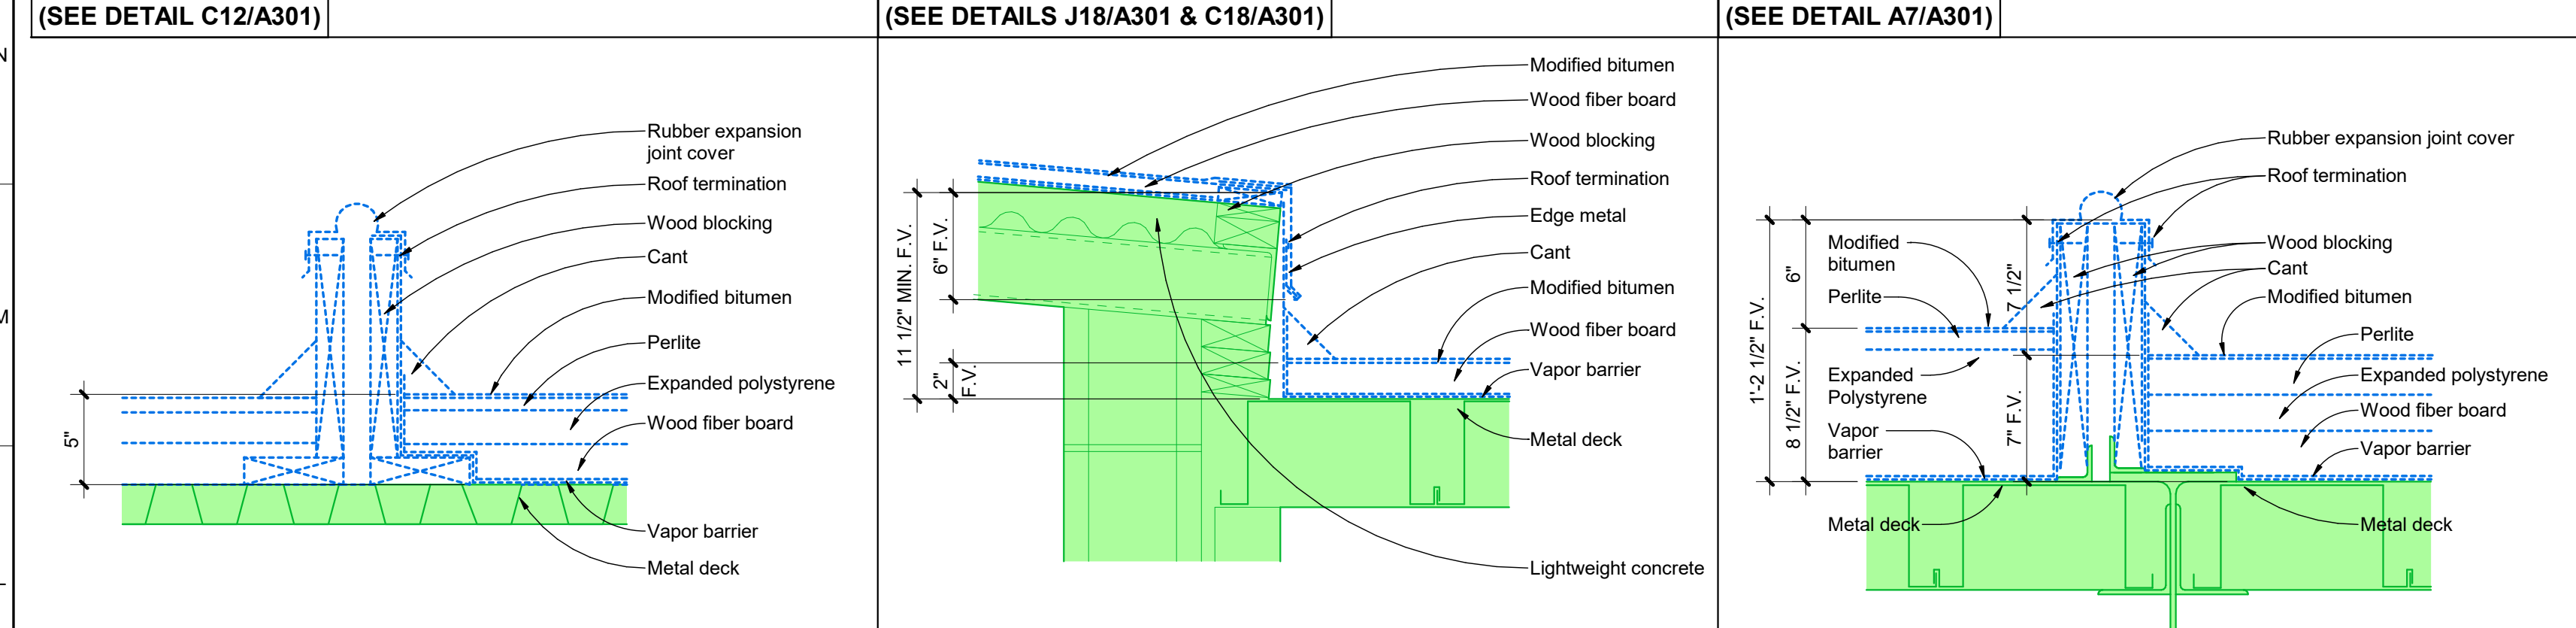 (SEE DETAIL C12/A301)
Rubber expansion
joint cover
Roof termination
Wood blocking
Cant
Modified bitumen
Perlite
Expanded polystyrene
Wood fiber board
Vapor barrier
Metal deck
5"
(SEE DETAILS J18/A301 & C18/A301)
Modified bitumen
Wood fiber board
Wood blocking
Roof termination
Edge metal
Cant
Modified bitumen
Wood fiber board
Vapor barrier
Metal deck
Lightweight concrete
11 1/2" MIN. F.V.
6" F.V.
2"
F.V.
(SEE DETAIL A7/A301)
Rubber expansion joint cover
Roof termination
Wood blocking
Cant
Modified bitumen
Perlite
Expanded polystyrene
Wood fiber board
Vapor barrier
Metal deck
Modified
bitumen
Perlite
Expanded
Polystyrene
Vapor
barrier
Metal deck
1'-2 1/2" F.V.
6"
8 1/2" F.V.
7 1/2"
7" F.V.
N
M